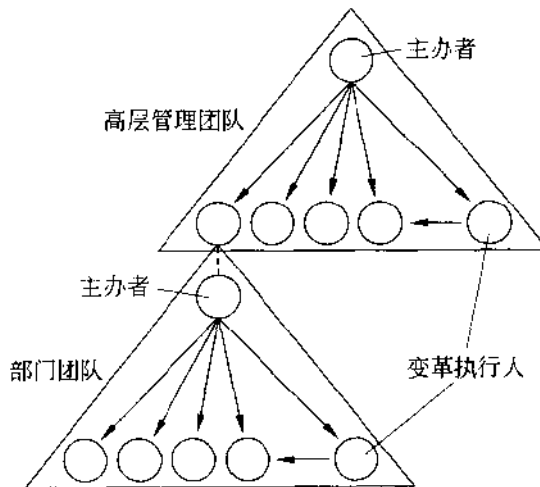 主办者
高层管理团队
主办者
部门团队
变革执行人